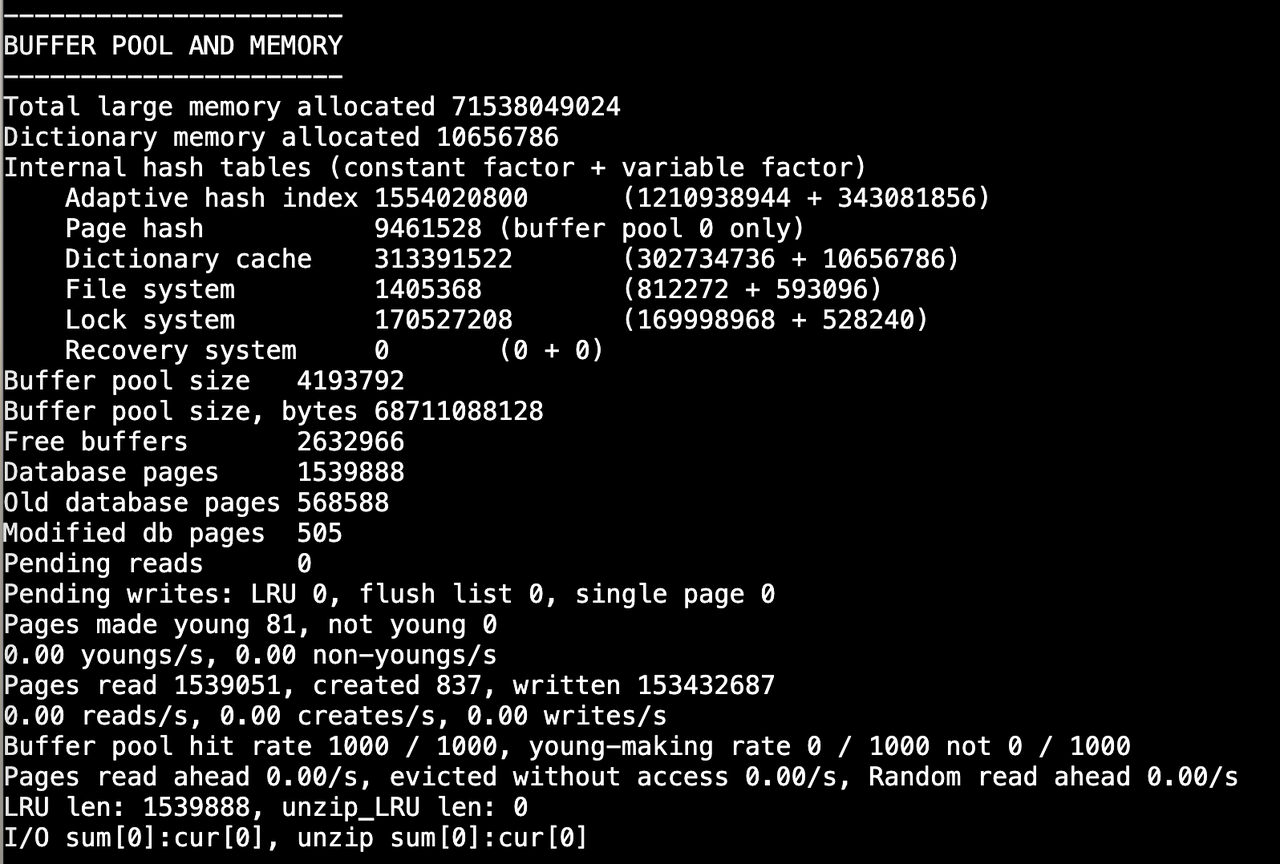 ----------------------
BUFFER POOL AND MEMORY
----------------------
Total large memory allocated 71538049024
Dictionary memory allocated 10656786
Internal hash tables (constant factor + variable factor)
    Adaptive hash index 1554020800      (1210938944 + 343081856)
    Page hash           9461528 (buffer pool 0 only)
    Dictionary cache    313391522       (302734736 + 10656786)
    File system         1405368         (812272 + 593096)
    Lock system         170527208       (169998968 + 528240)
    Recovery system     0       (0 + 0)
Buffer pool size   4193792
Buffer pool size, bytes 68711088128
Free buffers       2632966
Database pages     1539888
Old database pages 568588
Modified db pages  505
Pending reads      0
Pending writes: LRU 0, flush list 0, single page 0
Pages made young 81, not young 0
0.00 youngs/s, 0.00 non-youngs/s
Pages read 1539051, created 837, written 153432687
0.00 reads/s, 0.00 creates/s, 0.00 writes/s
Buffer pool hit rate 1000 / 1000, young-making rate 0 / 1000 not 0 / 1000
Pages read ahead 0.00/s, evicted without access 0.00/s, Random read ahead 0.00/s
LRU len: 1539888, unzip_LRU len: 0
I/O sum[0]:cur[0], unzip sum[0]:cur[0]